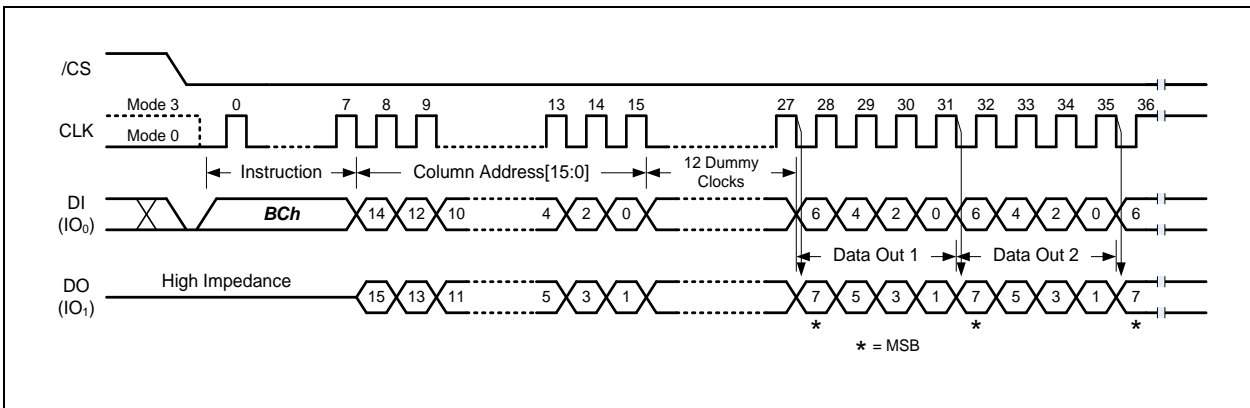 /CS
Mode 3 0 7 8 9 13 14 15 27 28 29 30 31 32 33 34 35 36
CLK Mode 0
Instruction Column Address[15:0] 12 Dummy
Clocks
DI
(IO0) BCh 14 12 10 4 2 0 6 4 2 0 6 4 2 0 6
Data Out 1 Data Out 2
DO
(IO1) High Impedance 15 13 11 5 3 1 7 5 3 1 7 5 3 1 7
* * *
* = MSB